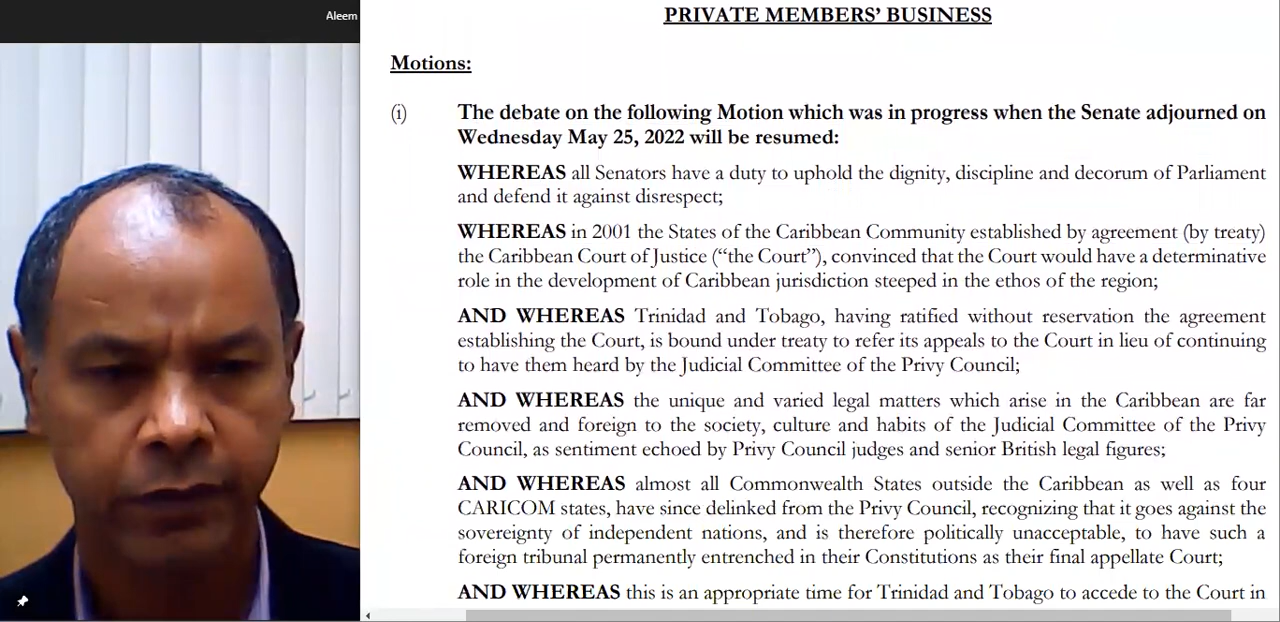 Aleem
PRIVATE MEMBERS' BUSINESS
Motions:
(i) The debate on the following Motion which was in progress when the Senate adjourned on
Wednesday May 25, 2022 will be resumed:
WHEREAS all Senators have a duty to uphold the dignity, discipline and decorum of Parliament
and defend it against disrespect;
WHEREAS in 2001 the States of the Caribbean Community established by agreement (by treaty)
the Caribbean Court of Justice (“the Court”), convinced that the Court would have a determinative
role in the development of Caribbean jurisdiction steeped in the ethos of the region;
AND WHEREAS Trinidad and Tobago, having ratified without reservation the agreement
establishing the Court, is bound under treaty to refer its appeals to the Court in lieu of continuing
to have them heard by the Judicial Committee of the Privy Council;
AND WHEREAS the unique and varied legal matters which arise in the Caribbean are far
removed and foreign to the society, culture and habits of the Judicial Committee of the Privy
Council, as sentiment echoed by Privy Council judges and senior British legal figures;
AND WHEREAS almost all Commonwealth States outside the Caribbean as well as four
CARICOM states, have since delinked from the Privy Council, recognizing that it goes against the
sovereignty of independent nations, and is therefore politically unacceptable, to have such a
foreign tribunal permanently entrenched in their Constitutions as their final appellate Court;
AND WHEREAS this is an appropriate time for Trinidad and Tobago to accede to the Court in